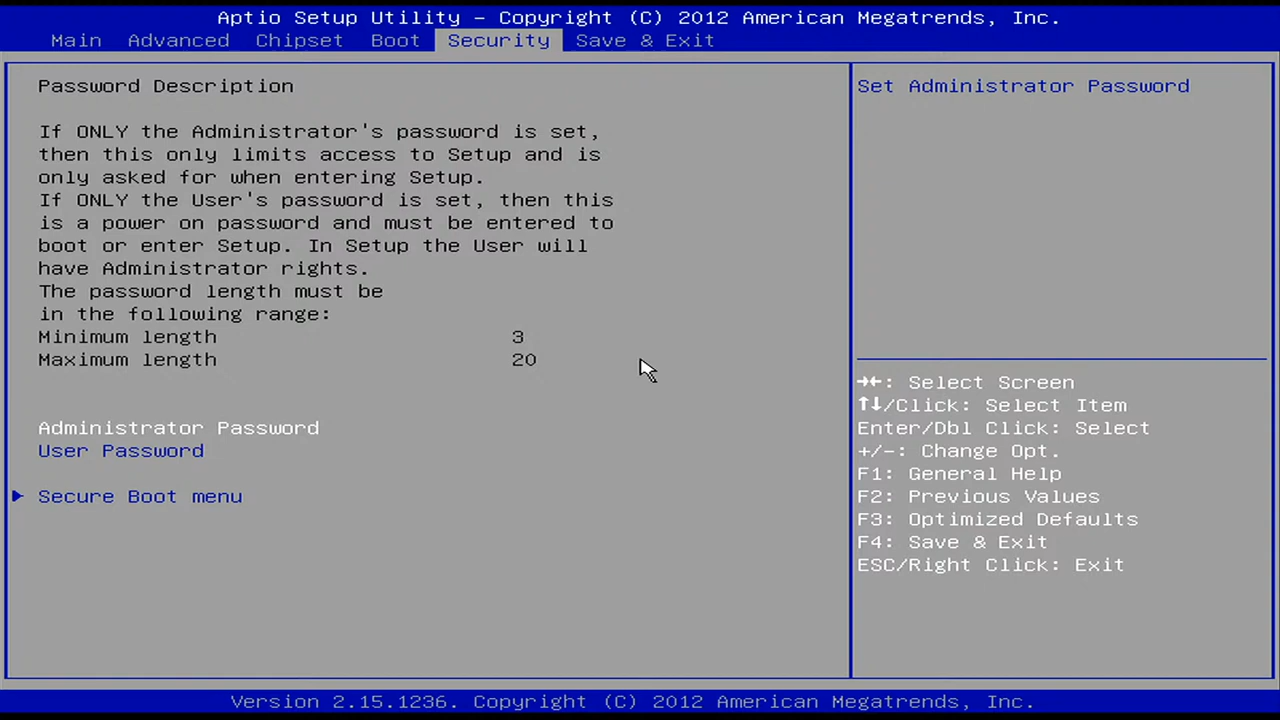 Aptio Setup Utility – Copyright (C) 2012 American Megatrends, Inc.
Main Advanced Chipset Boot Security Save & Exit
Password Description
If ONLY the Administrator's password is set,
then this only limits access to Setup and is
only asked for when entering Setup.
If ONLY the User's password is set, then this
is a power on password and must be entered to
boot or enter Setup. In Setup the User will
have Administrator rights.
The password length must be
in the following range:
Minimum length 3
Maximum length 20
Administrator Password
User Password
Secure Boot menu
Set Administrator Password
→←: Select Screen
↑↓/Click: Select Item
Enter/Dbl Click: Select
+/-: Change Opt.
F1: General Help
F2: Previous Values
F3: Optimized Defaults
F4: Save & Exit
ESC/Right Click: Exit
Version 2.15.1236. Copyright (C) 2012 American Megatrends, Inc.